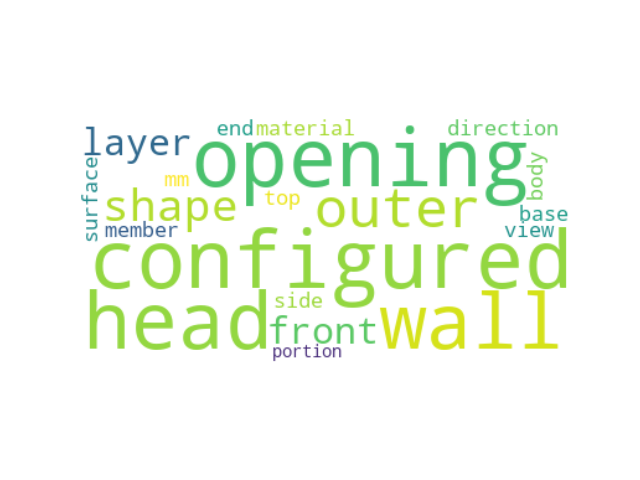 end material direction
layer opening
surface mm top body
shape outer base
member view
configured
head side wall
front
portion